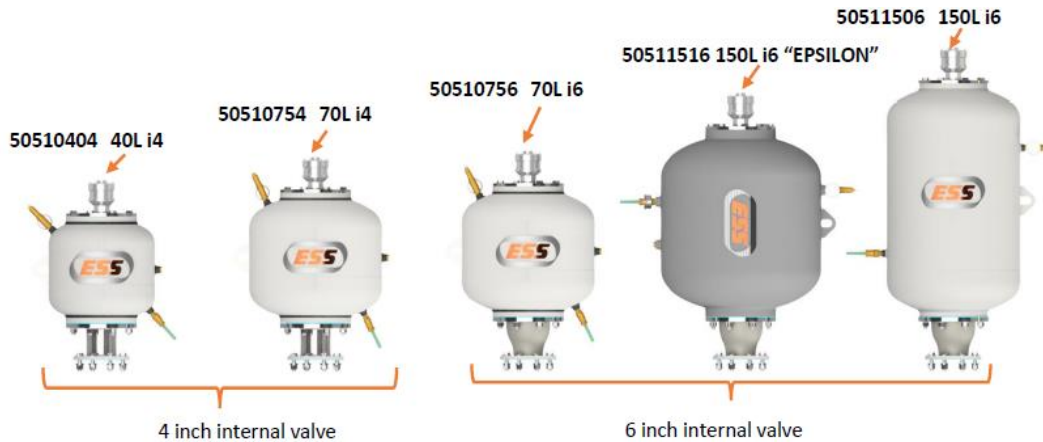 50511506 150L i6
50511516 150L i6 “EPSILON”
50510756 70L i6
50510754 70L i4
50510404 40L i4
ESS
ESS
ESS
ESS
ESS
4 inch internal valve
6 inch internal valve